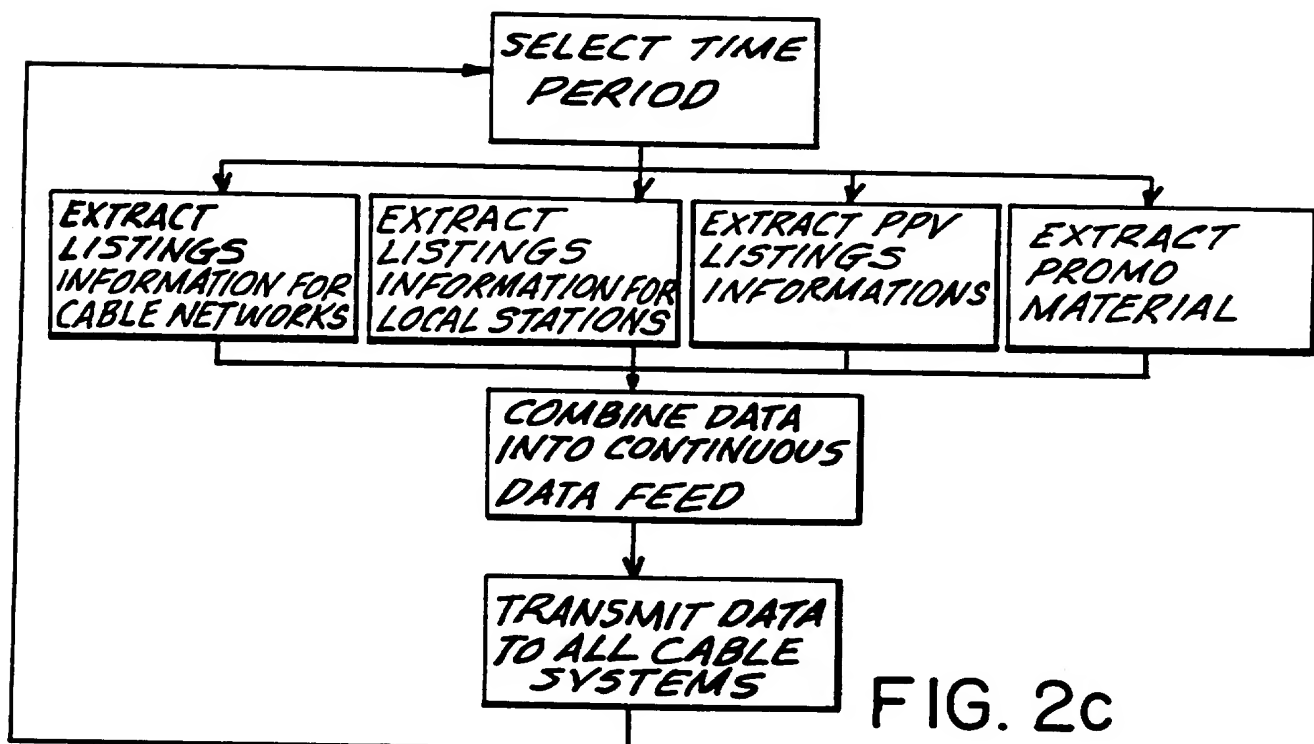 SELECT TIME
PERIOD
EXTRACT
LISTINGS
INFORMATION FOR
CABLE NETWORKS
EXTRACT
LISTINGS
INFORMATION FOR
LOCAL STATIONS
EXTRACT PPV
LISTINGS
INFORMATIONS
EXTRACT
PROMO
MATERIAL
COMBINE DATA
INTO CONTINUOUS
DATA FEED
TRANSMIT DATA
TO ALL CABLE
SYSTEMS
FIG. 2c